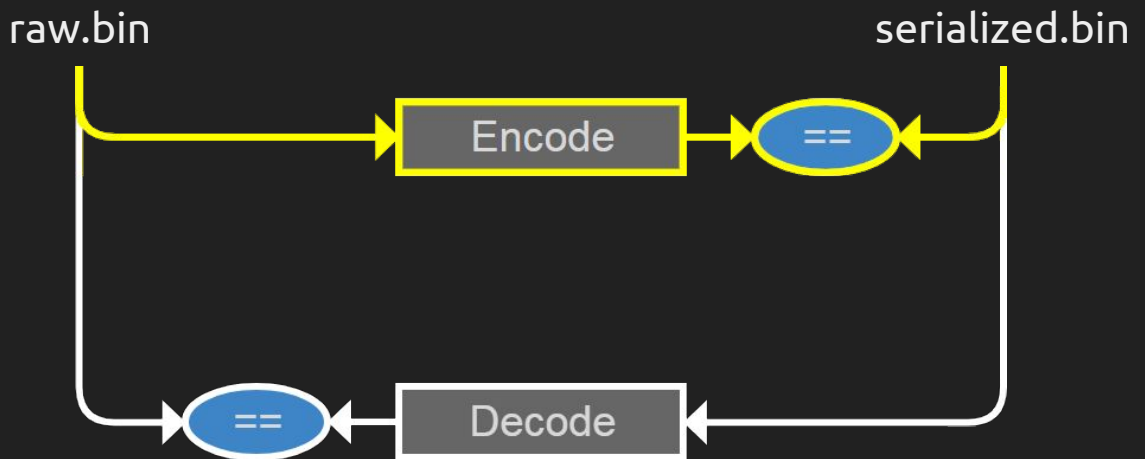 raw.bin
serialized.bin
Encode
==
==
Decode